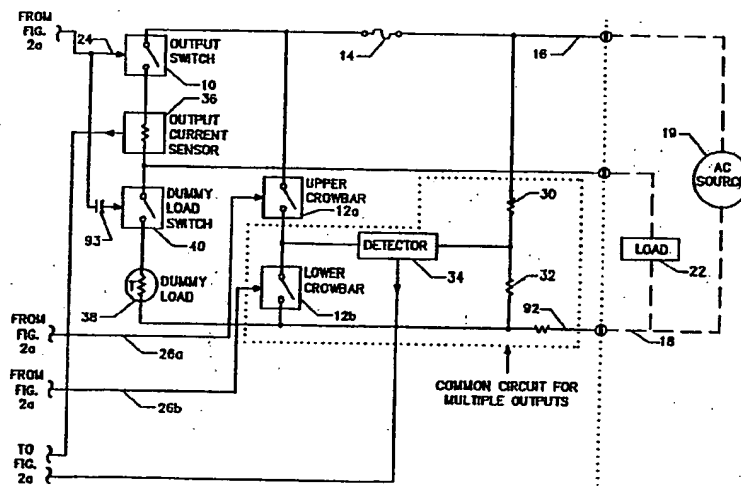 FROM
FIG.
2a
24
OUTPUT
SWITCH
10
36
OUTPUT
CURRENT
SENSOR
14
16
19
AC
SOURCE
DUMMY
LOAD
SWITCH
93
40
UPPER
CROWBAR
12a
30
DETECTOR
34
32
LOAD
22
T
DUMMY
LOAD
38
LOWER
CROWBAR
12b
92
18
FROM
FIG.
2a
26a
FROM
FIG.
2a
26b
COMMON CIRCUIT FOR
MULTIPLE OUTPUTS
TO
FIG.
2a